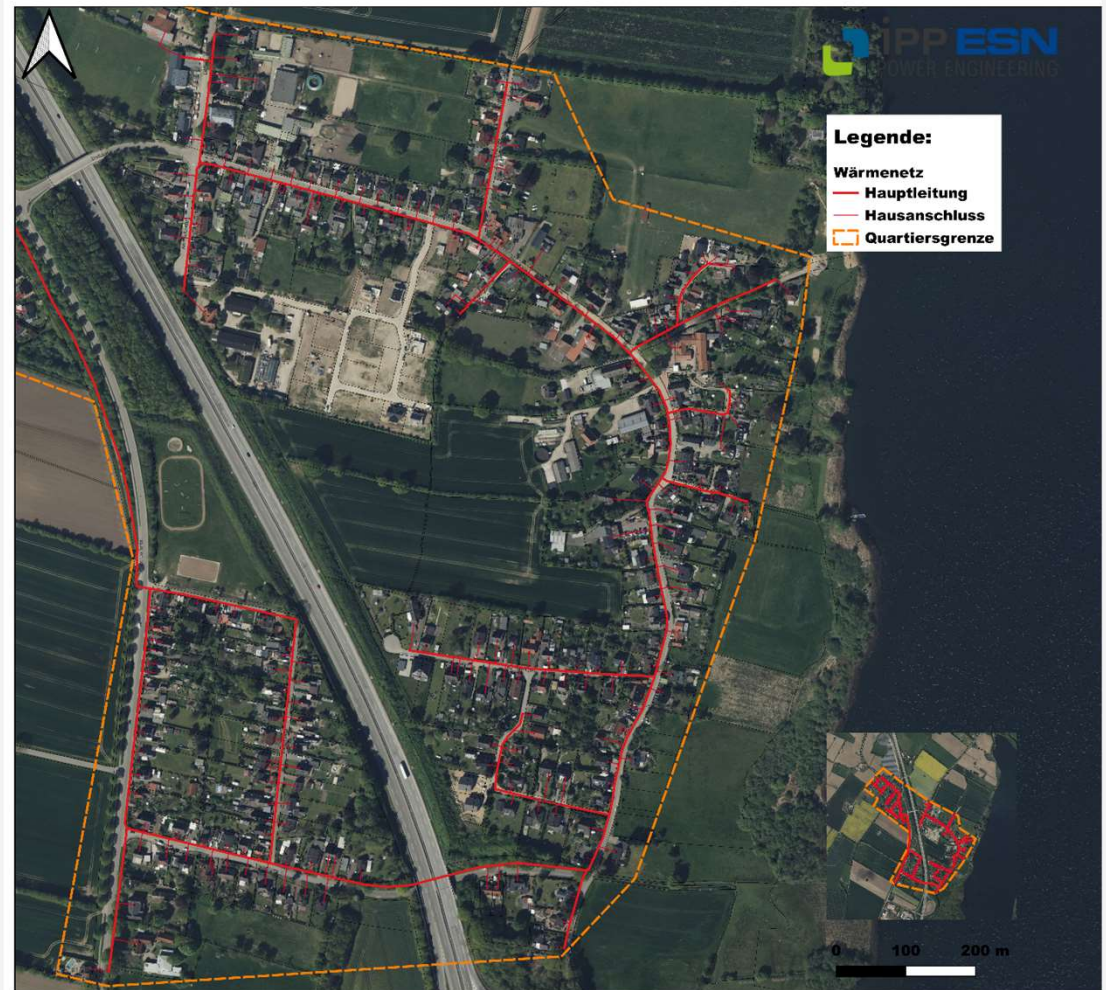 iPP ESN
POWER ENGINEERING
Legende:
Wärmenetz
Hauptleitung
Hausanschluss
Quartiersgrenze
0 100 200 m